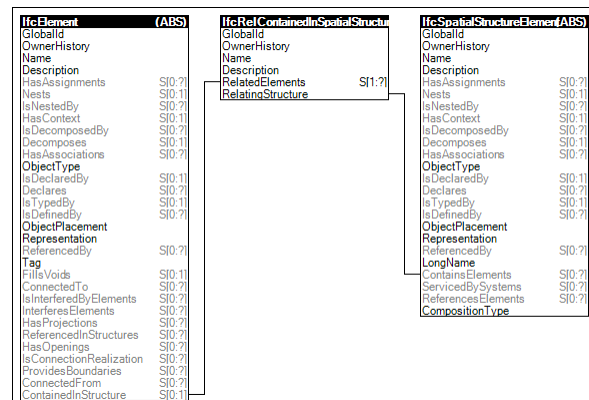 IfcElement (ABS)
GlobalId
OwnerHistory
Name
Description
HasAssignments S[0:?]
Nests S[0:1]
IsNestedBy S[0:?]
HasContext S[0:1]
IsDecomposedBy S[0:?]
Decomposes S[0:1]
HasAssociations S[0:?]
ObjectType
IsDeclaredBy S[0:1]
Declares S[0:?]
IsTypedBy S[0:1]
IsDefinedBy S[0:?]
ObjectPlacement
Representation
ReferencedBy S[0:?]
Tag
FillsVoids S[0:1]
ConnectedTo S[0:?]
IsInterferedByElements S[0:?]
InterferesElements S[0:?]
HasProjections S[0:?]
ReferencedInStructures S[0:?]
HasOpenings S[0:?]
IsConnectionRealization S[0:?]
ProvidesBoundaries S[0:?]
ConnectedFrom S[0:?]
ContainedInStructure S[0:1]
IfcRelContainedInSpatialStructur
GlobalId
OwnerHistory
Name
Description
RelatedElements S[1:?]
RelatingStructure
IfcSpatialStructureElement (ABS)
GlobalId
OwnerHistory
Name
Description
HasAssignments S[0:?]
Nests S[0:1]
IsNestedBy S[0:?]
HasContext S[0:1]
IsDecomposedBy S[0:?]
Decomposes S[0:1]
HasAssociations S[0:?]
ObjectType
IsDeclaredBy S[0:1]
Declares S[0:?]
IsTypedBy S[0:1]
IsDefinedBy S[0:?]
ObjectPlacement
Representation
ReferencedBy S[0:?]
LongName
ContainsElements S[0:?]
ServicedBySystems S[0:?]
ReferencesElements S[0:?]
CompositionType